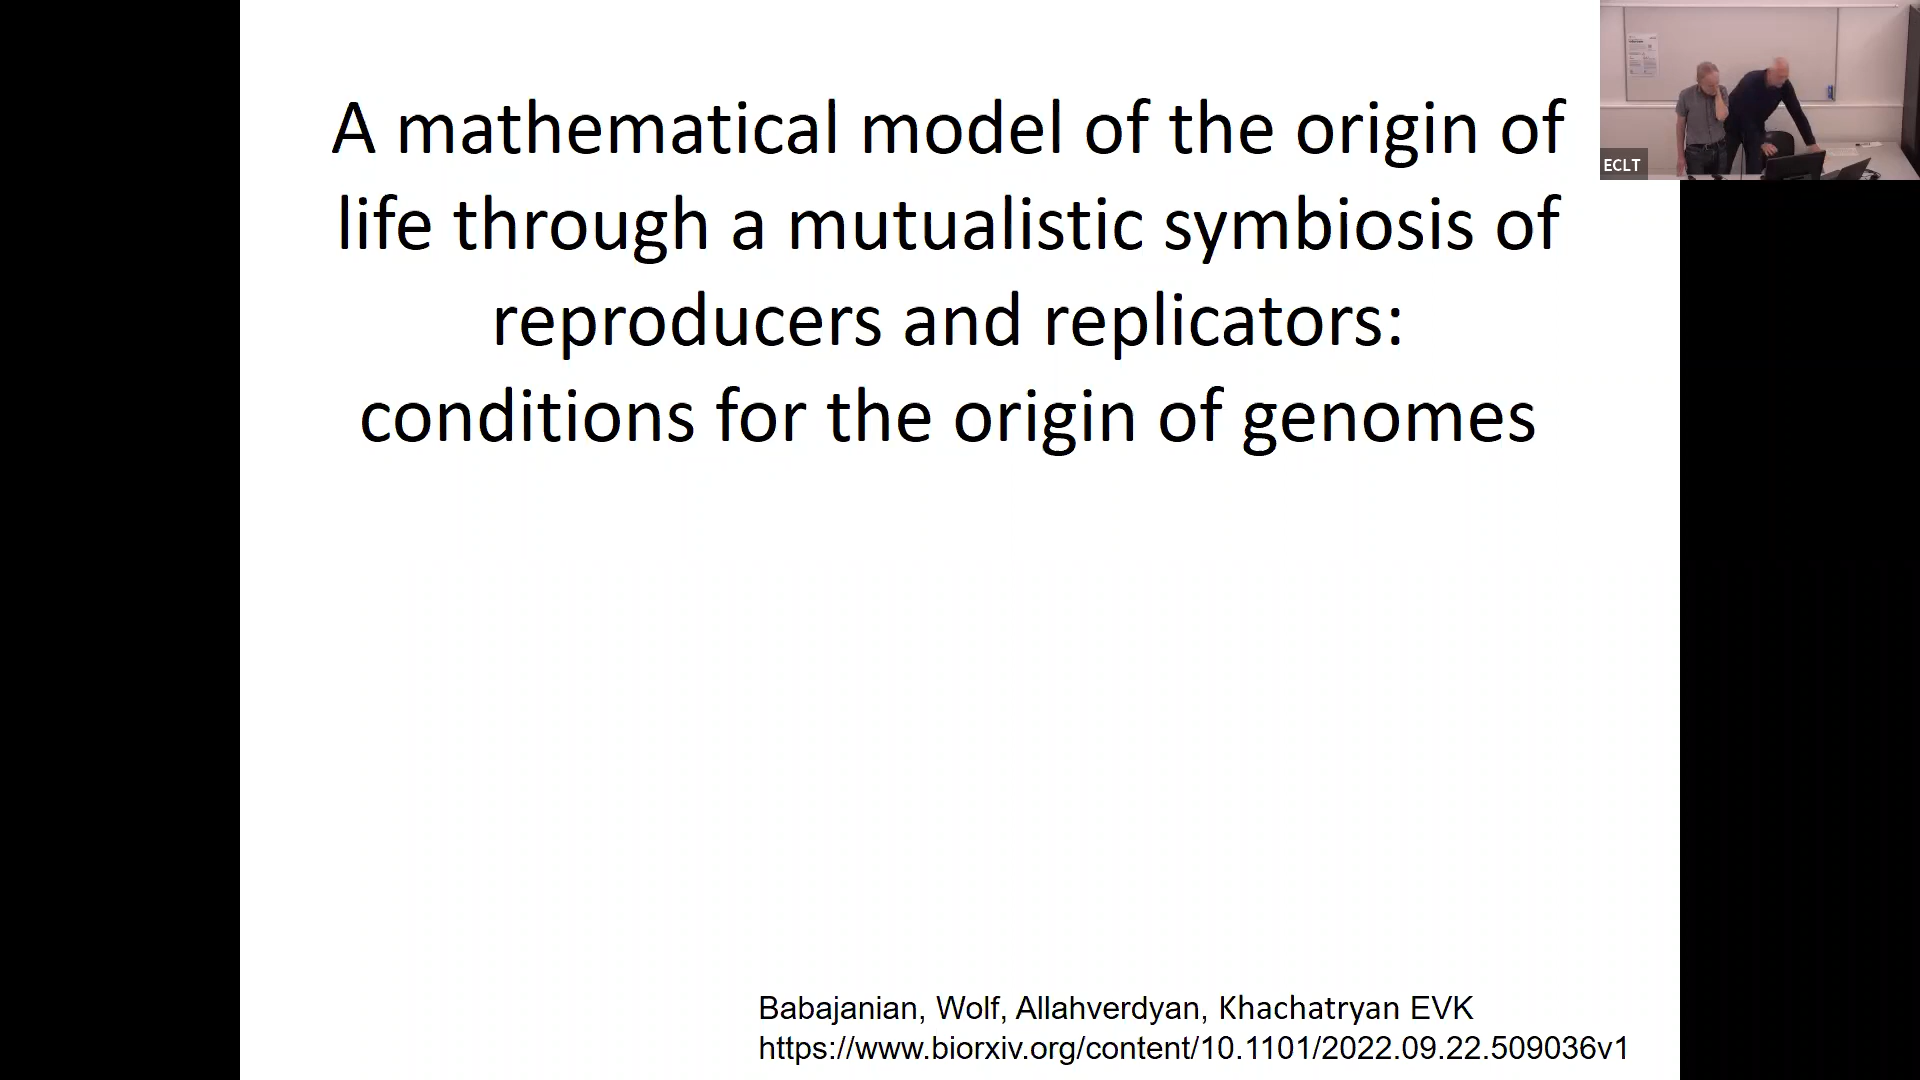 A mathematical model of the origin of
life through a mutualistic symbiosis of
reproducers and replicators:
conditions for the origin of genomes
ECLT
Babajanian, Wolf, Allahverdyan, Khachatryan EVK
https://www.biorxiv.org/content/10.1101/2022.09.22.509036v1